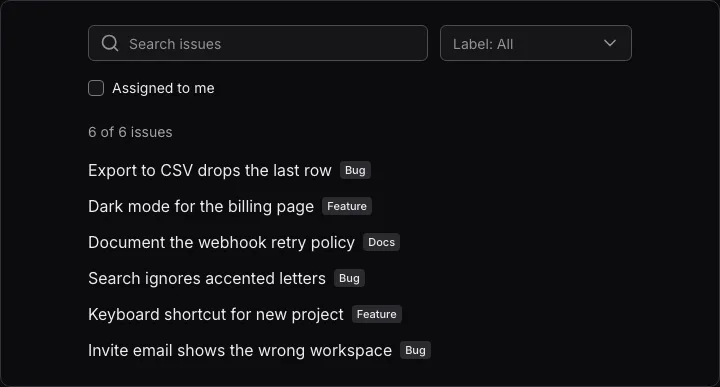 Search issues Label: All
Assigned to me
6 of 6 issues
Export to CSV drops the last row Bug
Dark mode for the billing page Feature
Document the webhook retry policy Docs
Search ignores accented letters Bug
Keyboard shortcut for new project Feature
Invite email shows the wrong workspace Bug